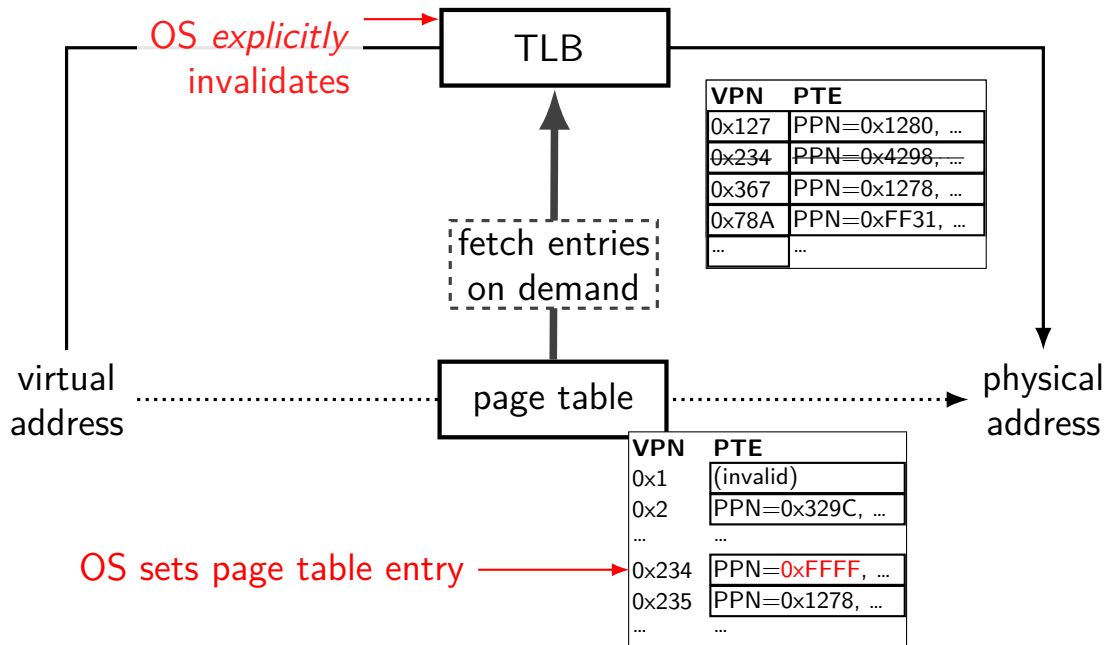 OS explicitly
invalidates
TLB
VPN PTE
0x127 PPN=0x1280, ...
0x234 PPN=0x4298, ...
0x367 PPN=0x1278, ...
0x78A PPN=0xFF31, ...
... ...
fetch entries
on demand
virtual
address
page table
physical
address
VPN PTE
0x1 (invalid)
0x2 PPN=0x329C, ...
... ...
OS sets page table entry
0x234 PPN=0xFFFF, ...
0x235 PPN=0x1278, ...
... ...